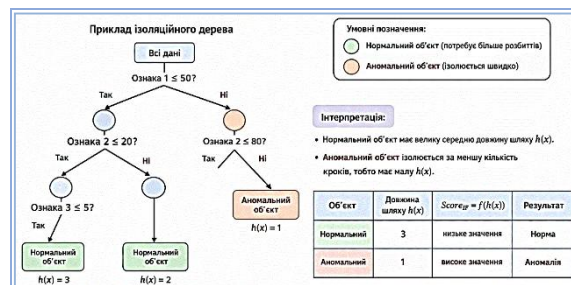 Приклад ізоляційного дерева
Всі дані
Ознака 1 ≤ 50?
Так
Ні
Ознака 2 ≤ 20?
Ознака 2 ≤ 80?
Так
Ні
Так
Ні
Ознака 3 ≤ 5?
Так
Аномальний
об'єкт
h(x) = 1
Нормальний
об'єкт
Нормальний
об'єкт
h(x) = 3
h(x) = 2
Умовні позначення:
Нормальний об'єкт (потребує більше розбиттів)
Аномальний об'єкт (ізолюється швидко)
Інтерпретація:
• Нормальний об'єкт має велику середню довжину шляху h(x).
• Аномальний об'єкт ізолюється за меншу кількість
кроків, тобто має малу h(x).
Об'єкт Довжина шляху h(x) Score_IF = f(h(x)) Результат
Нормальний 3 низьке значення Норма
Аномальний 1 високе значення Аномалія